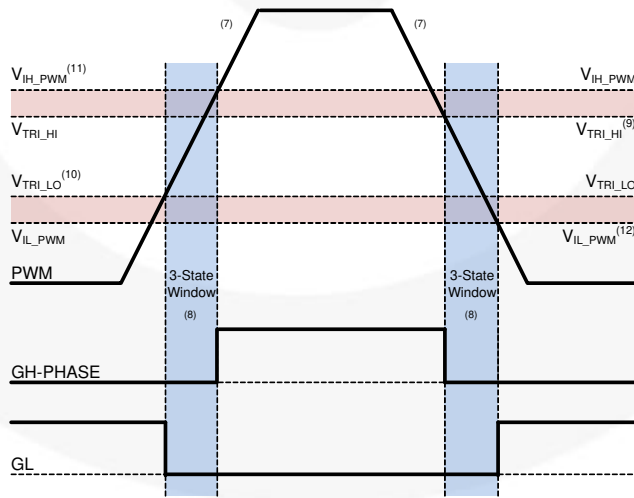 (7) (7)
V_IH_PWM(11) V_IH_PWM
V_TRI_HI V_TRI_HI(9)
V_TRI_LO(10) V_TRI_LO
V_IL_PWM V_IL_PWM(12)
PWM
3-State 3-State
Window Window
(8) (8)
GH-PHASE
GL